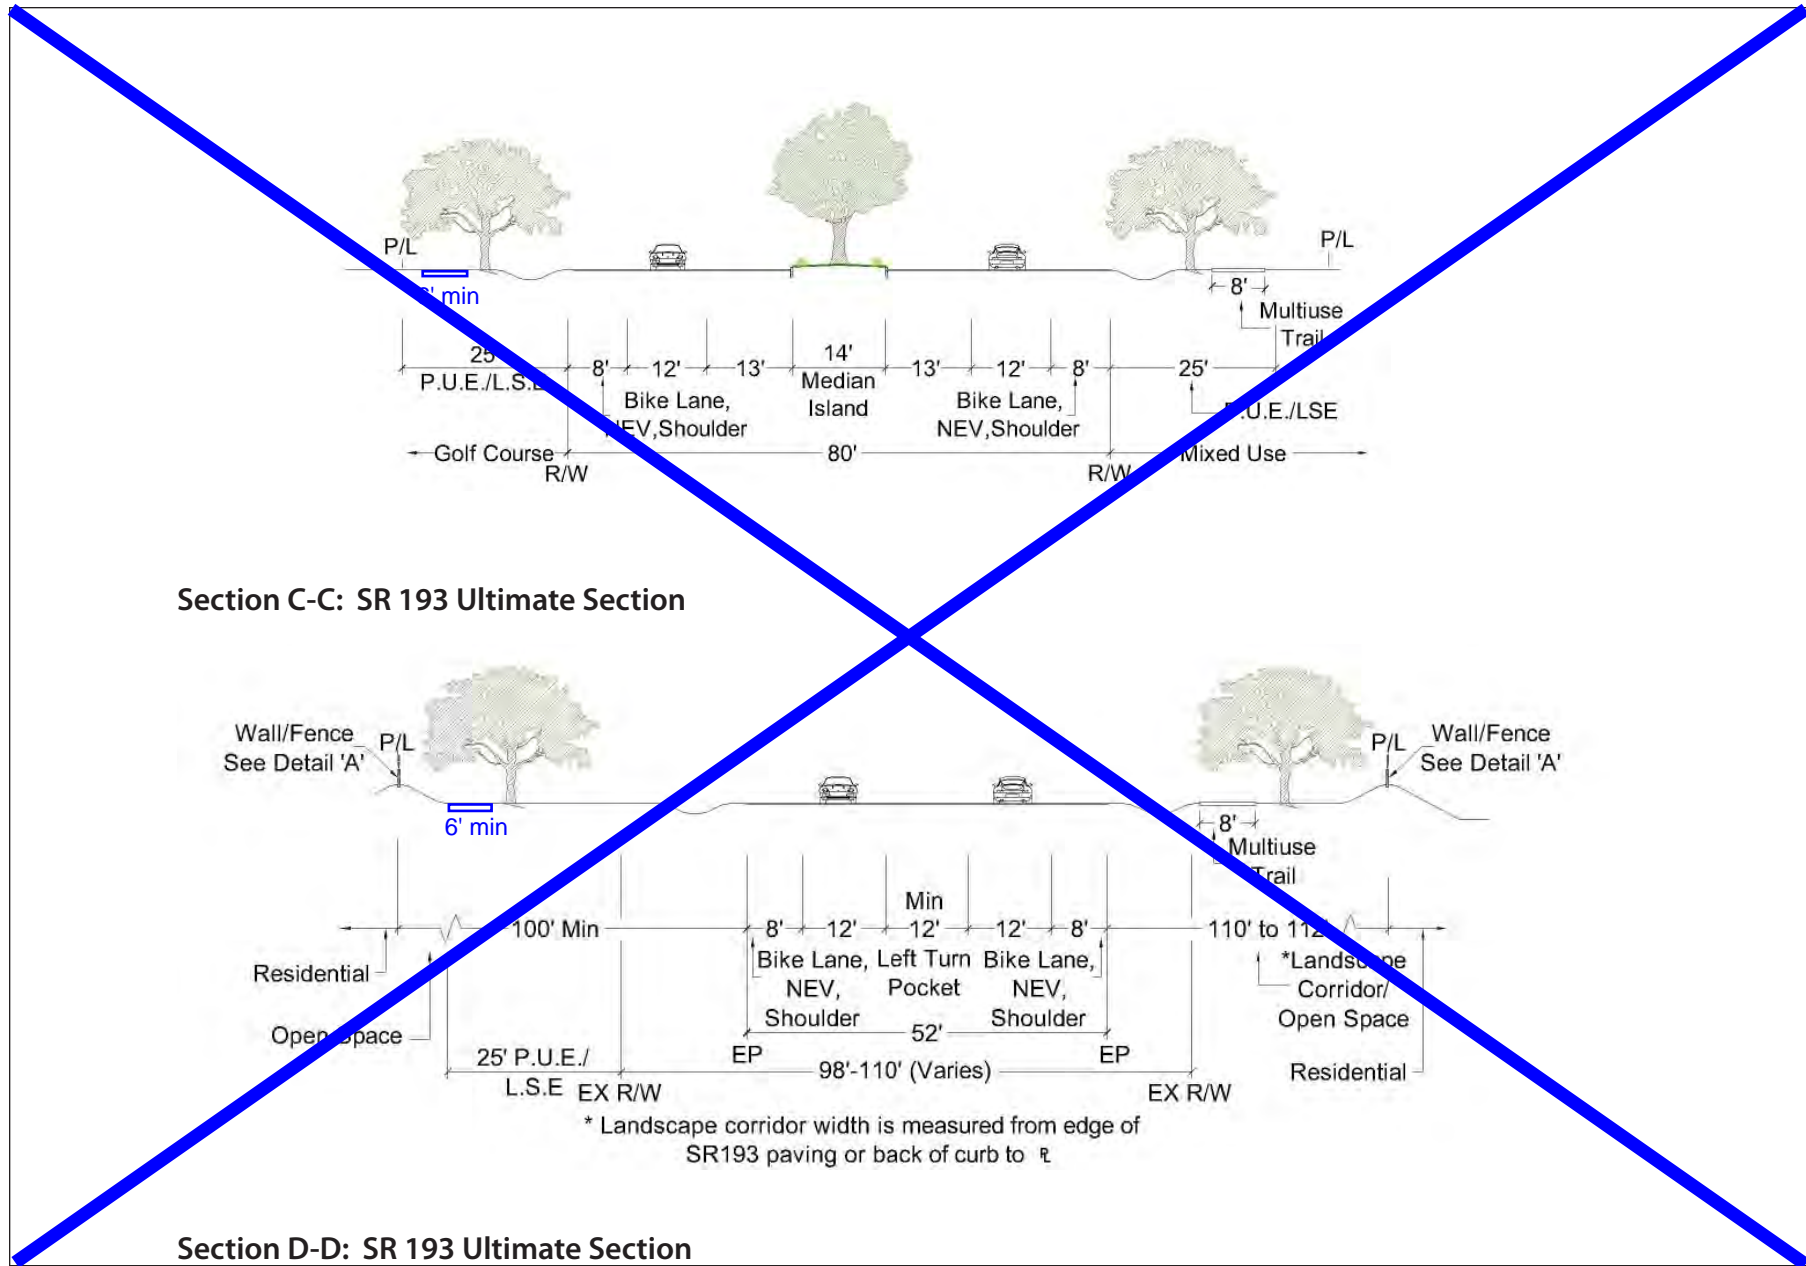 P/L
P/L
' min
8'
Multiuse
Trail
25'
8'
12'
13'
14'
13'
12'
8'
25'
P.U.E./L.S.E
Median
Island
Bike Lane,
NEV,Shoulder
Bike Lane,
NEV,Shoulder
P.U.E./LSE
Golf Course
80'
Mixed Use
R/W
R/W
Section C-C: SR 193 Ultimate Section
Wall/Fence
See Detail 'A'
P/L
P/L
Wall/Fence
See Detail 'A'
6' min
8'
Multiuse
Trail
Min
100' Min
8'
12'
12'
12'
8'
110' to 112'
Residential
Bike Lane,
NEV,
Shoulder
Left Turn
Pocket
Bike Lane,
NEV,
Shoulder
*Landscape
Corridor/
Open Space
Open Space
52'
EP
EP
25' P.U.E./
L.S.E
98'-110' (Varies)
Residential
EX R/W
EX R/W
* Landscape corridor width is measured from edge of
SR193 paving or back of curb to PL
Section D-D: SR 193 Ultimate Section